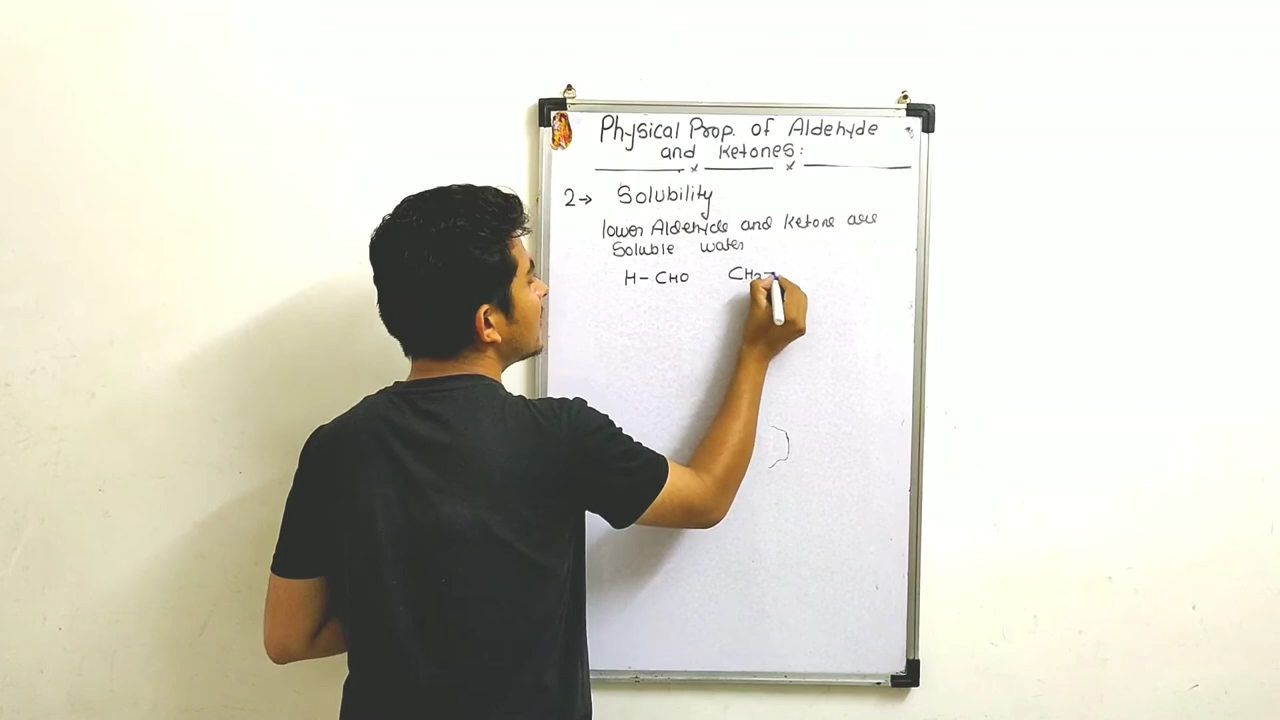 Physical Prop. of Aldehyde
and Ketones:
2→ Solubility
lower Aldehyde and Ketone are
Soluble water
H-CHO CH3-